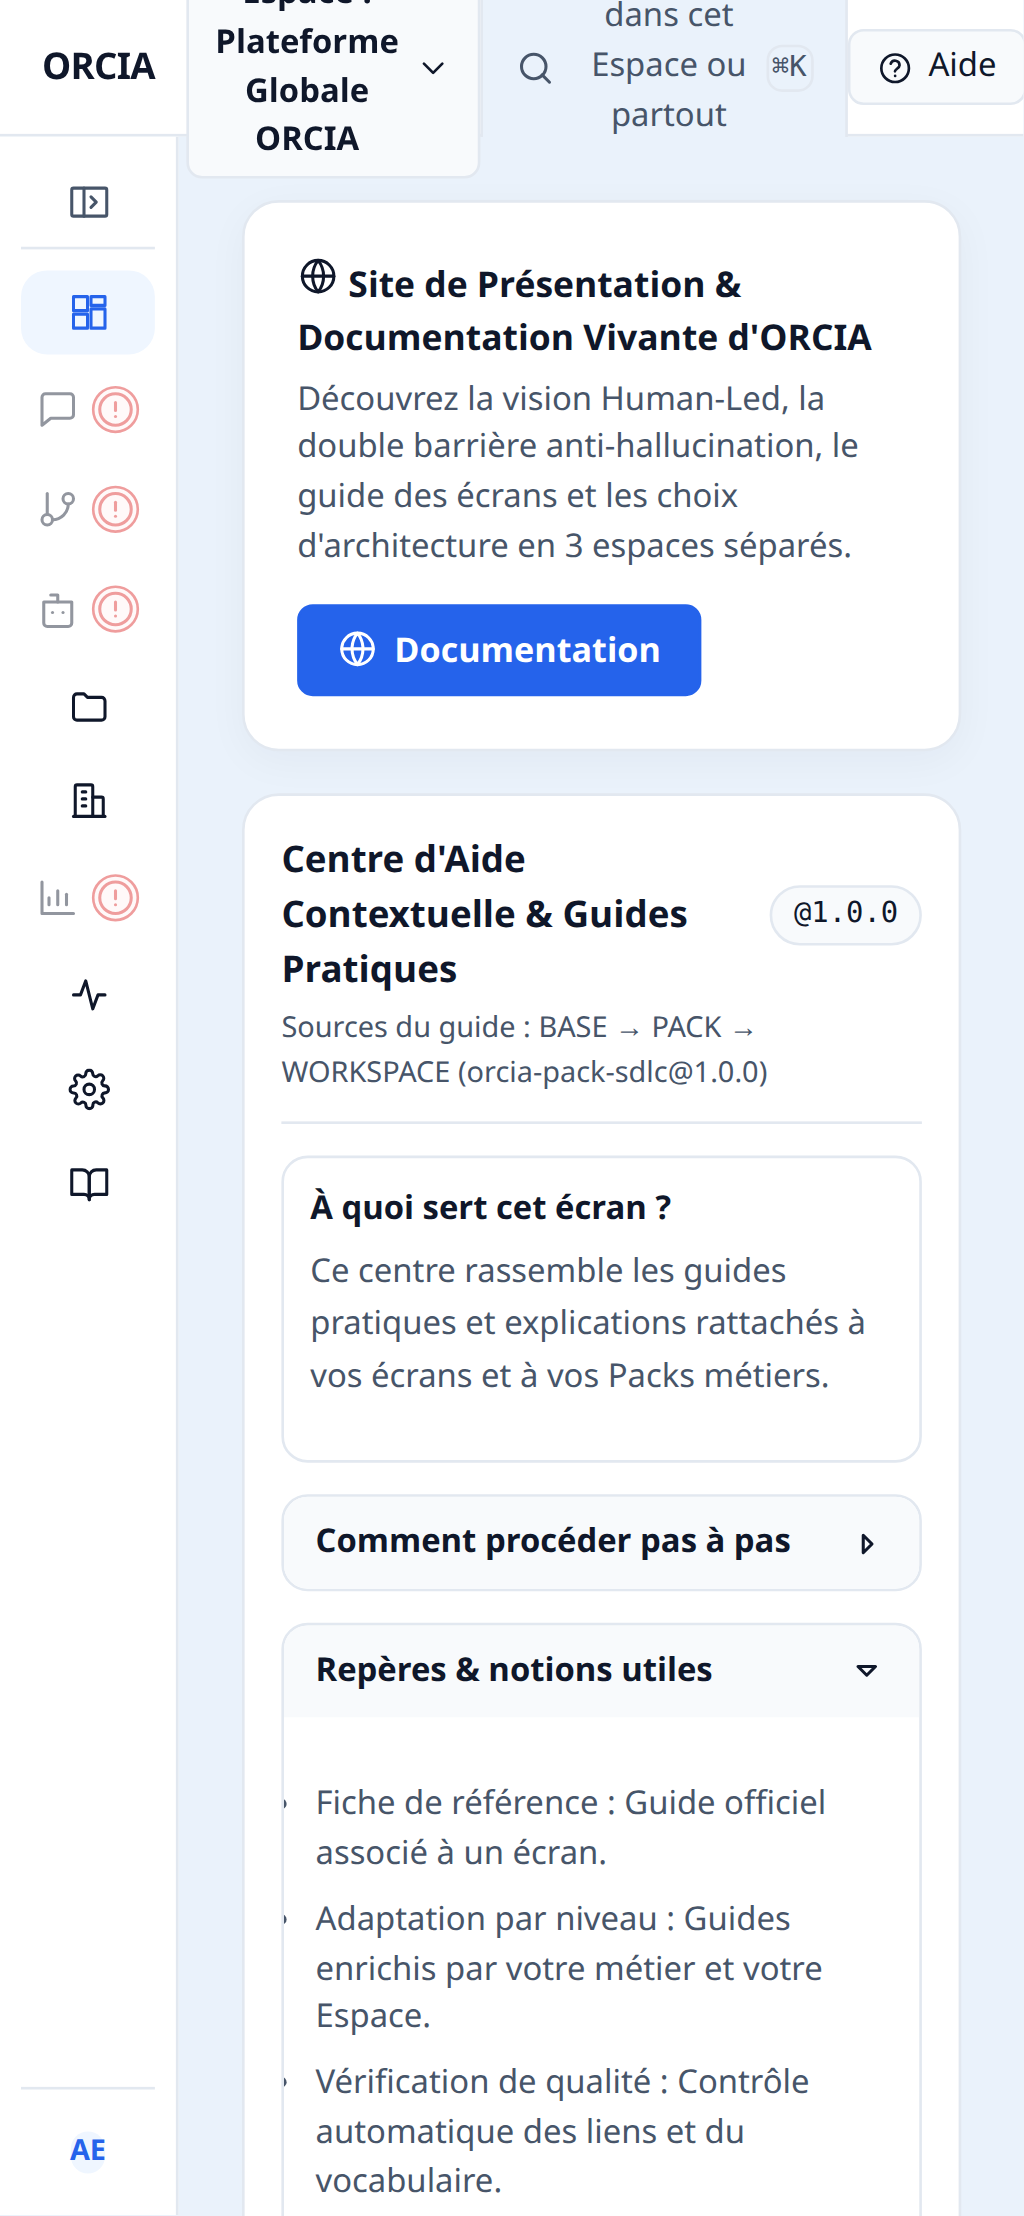 ORCIA
Espace :
Plateforme
Globale
ORCIA
dans cet
Espace ou
partout
⌘K
Aide
Site de Présentation &
Documentation Vivante d'ORCIA
Découvrez la vision Human-Led, la
double barrière anti-hallucination, le
guide des écrans et les choix
d'architecture en 3 espaces séparés.
Documentation
Centre d'Aide
Contextuelle & Guides
Pratiques
@1.0.0
Sources du guide : BASE → PACK →
WORKSPACE (orcia-pack-sdlc@1.0.0)
À quoi sert cet écran ?
Ce centre rassemble les guides
pratiques et explications rattachés à
vos écrans et à vos Packs métiers.
Comment procéder pas à pas
Repères & notions utiles
Fiche de référence : Guide officiel
associé à un écran.
Adaptation par niveau : Guides
enrichis par votre métier et votre
Espace.
Vérification de qualité : Contrôle
automatique des liens et du
vocabulaire.
AE